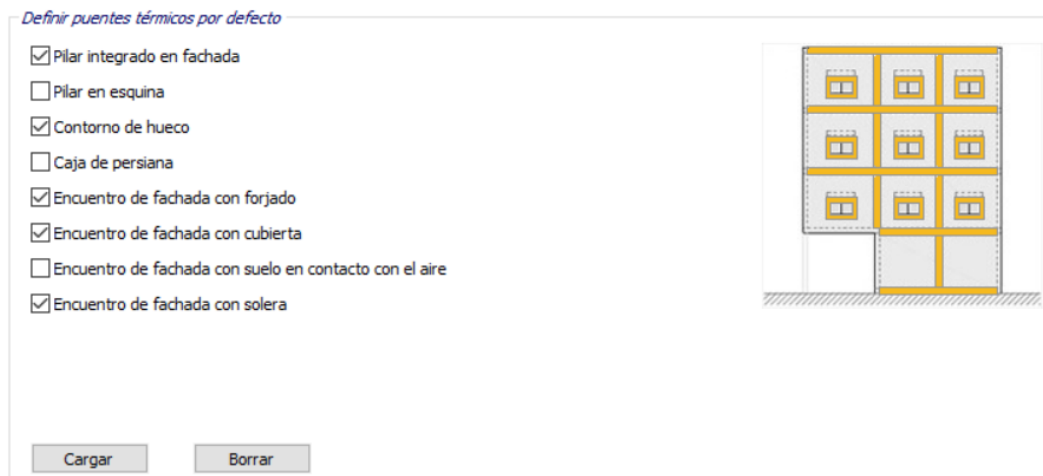 Definir puentes térmicos por defecto
Pilar integrado en fachada
Pilar en esquina
Contorno de hueco
Caja de persiana
Encuentro de fachada con forjado
Encuentro de fachada con cubierta
Encuentro de fachada con suelo en contacto con el aire
Encuentro de fachada con solera
Cargar
Borrar